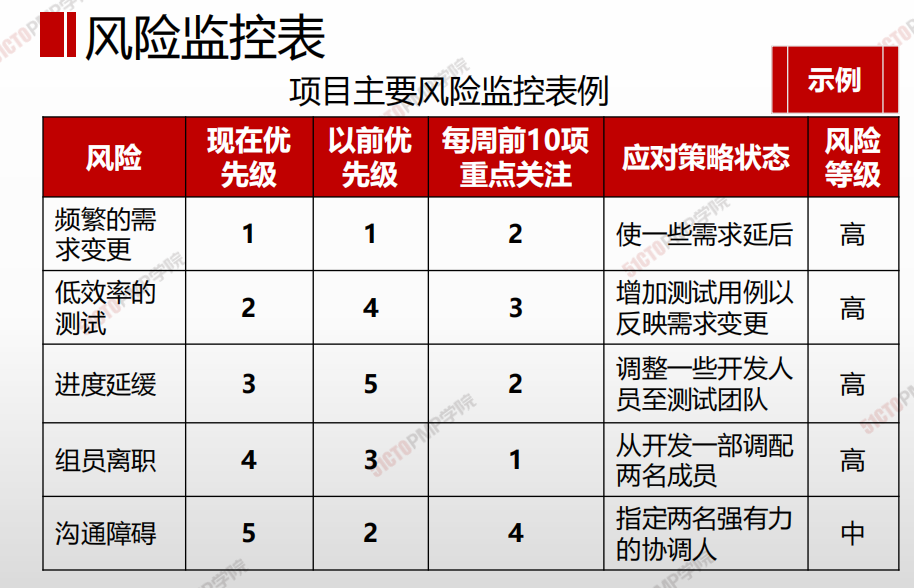 风险监控表
项目主要风险监控表例
示例
风险 现在优先级 以前优先级 每周前10项重点关注 应对策略状态 风险等级
频繁的需求变更 1 1 2 使一些需求延后 高
低效率的测试 2 4 3 增加测试用例以反映需求变更 高
进度延缓 3 5 2 调整一些开发人员至测试团队 高
组员离职 4 3 1 从开发一部调配两名成员 高
沟通障碍 5 2 4 指定两名强有力的协调人 中
51CTOPMP学院